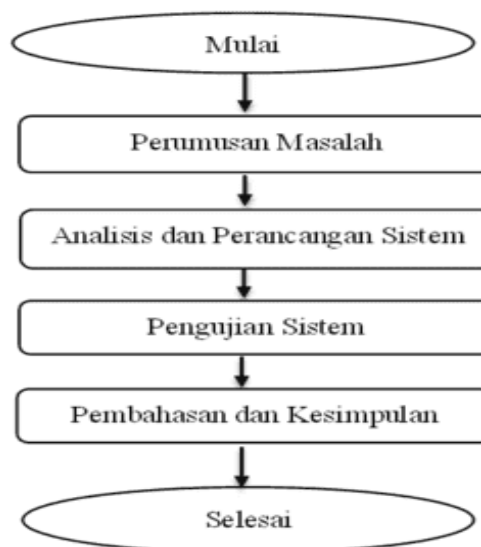 Mulai
Perumusan Masalah
Analisis dan Perancangan Sistem
Pengujian Sistem
Pembahasan dan Kesimpulan
Selesai